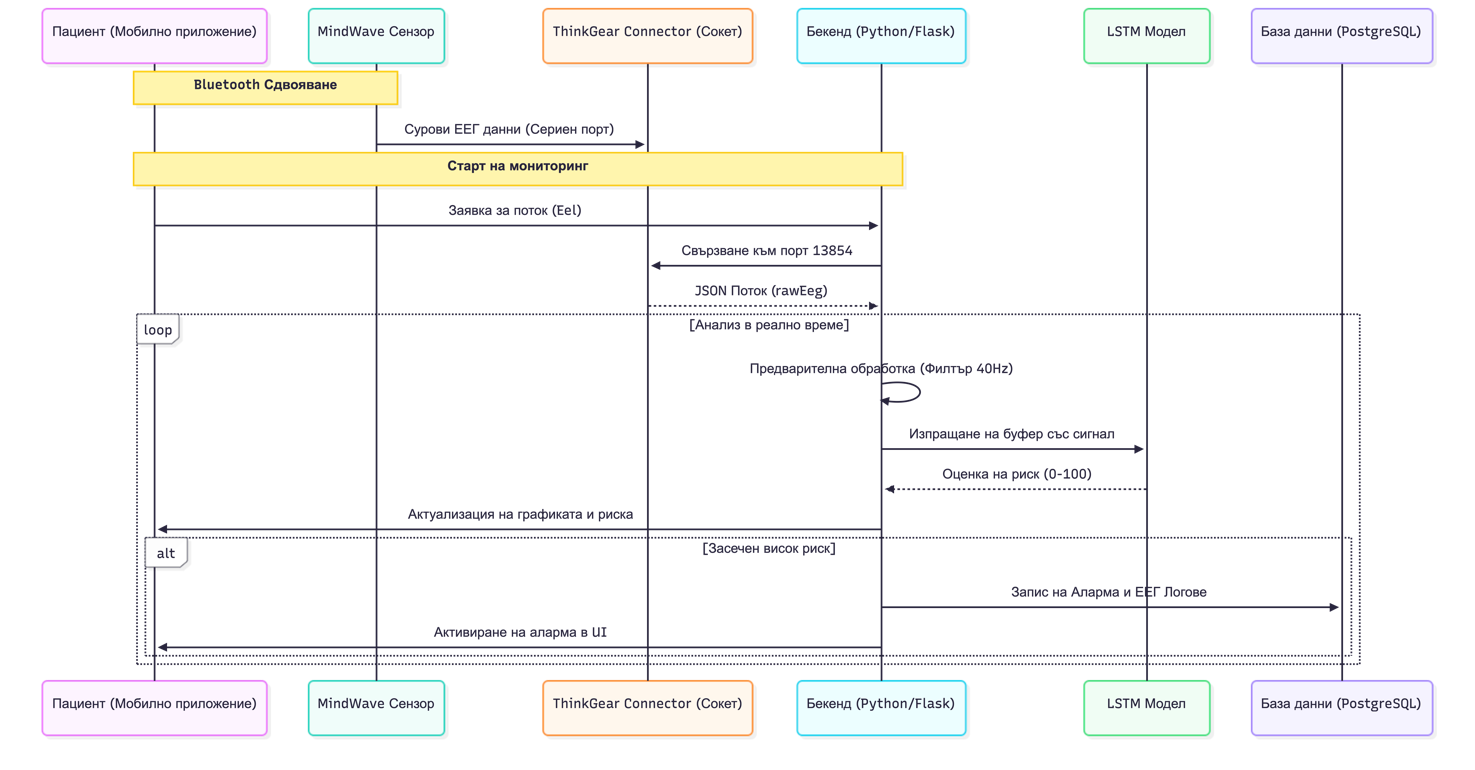 Пациент (Мобилно приложение)
MindWave Сензор
ThinkGear Connector (Сокет)
Бекенд (Python/Flask)
LSTM Модел
База данни (PostgreSQL)
Bluetooth Сдвояване
Сурови ЕЕГ данни (Сериен порт)
Старт на мониторинг
Заявка за поток (Eel)
Свързване към порт 13854
JSON Поток (rawEeg)
loop
[Анализ в реално време]
Предварителна обработка (Филтър 40Hz)
Изпращане на буфер със сигнал
Оценка на риск (0-100)
Актуализация на графиката и риска
alt
[Засечен висок риск]
Запис на Аларма и ЕЕГ Логове
Активиране на аларма в UI
Пациент (Мобилно приложение)
MindWave Сензор
ThinkGear Connector (Сокет)
Бекенд (Python/Flask)
LSTM Модел
База данни (PostgreSQL)